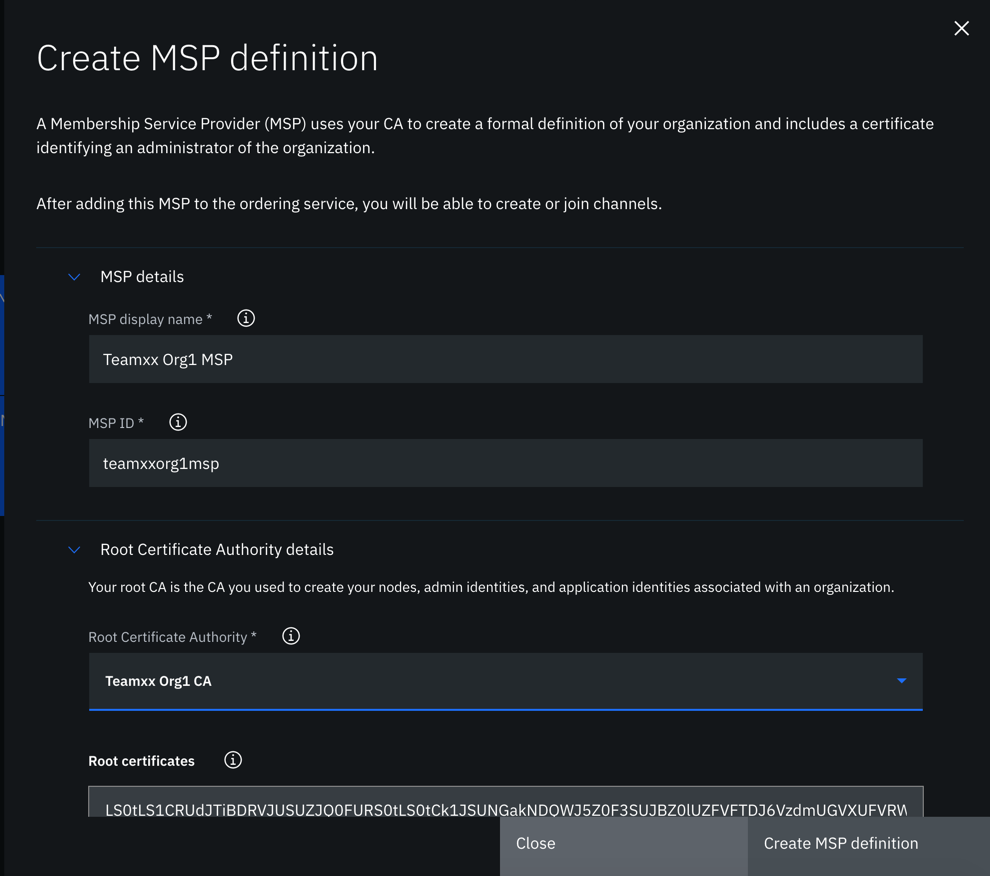 Create MSP definition
A Membership Service Provider (MSP) uses your CA to create a formal definition of your organization and includes a certificate
identifying an administrator of the organization.
After adding this MSP to the ordering service, you will be able to create or join channels.
MSP details
MSP display name *
Teamxx Org1 MSP
MSP ID *
teamxxorg1msp
Root Certificate Authority details
Your root CA is the CA you used to create your nodes, admin identities, and application identities associated with an organization.
Root Certificate Authority *
Teamxx Org1 CA
Root certificates
Close
Create MSP definition